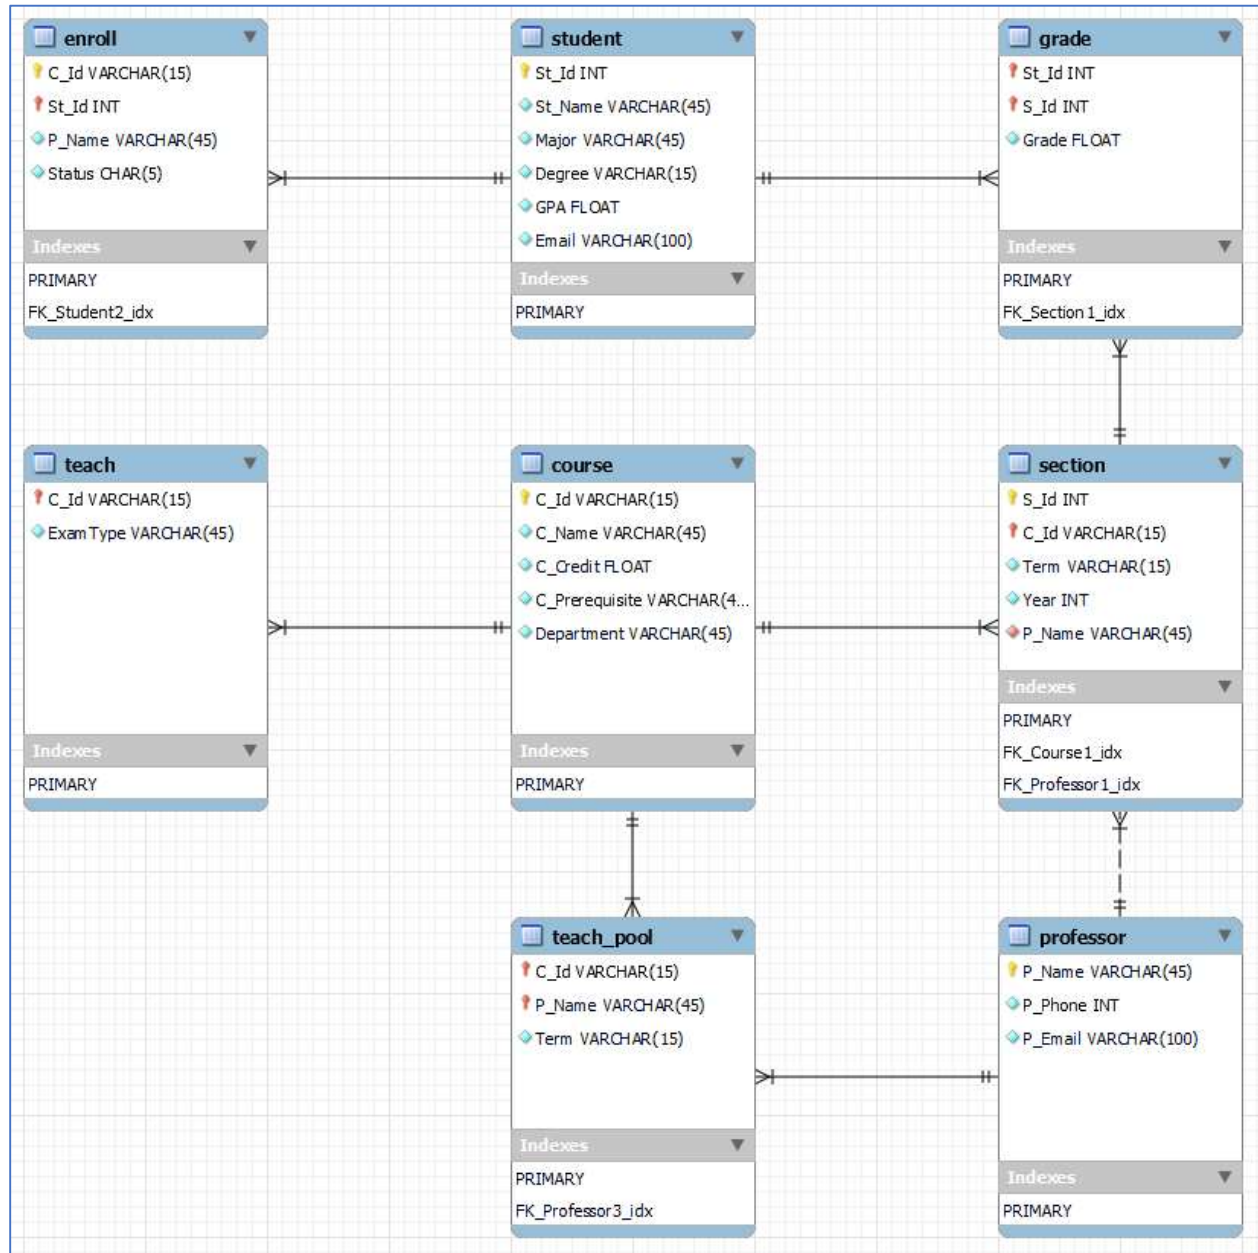 enroll
C_Id VARCHAR(15)
St_Id INT
P_Name VARCHAR(45)
Status CHAR(5)
Indexes
PRIMARY
FK_Student2_idx
student
St_Id INT
St_Name VARCHAR(45)
Major VARCHAR(45)
Degree VARCHAR(15)
GPA FLOAT
Email VARCHAR(100)
Indexes
PRIMARY
grade
St_Id INT
S_Id INT
Grade FLOAT
Indexes
PRIMARY
FK_Section1_idx
teach
C_Id VARCHAR(15)
ExamType VARCHAR(45)
Indexes
PRIMARY
course
C_Id VARCHAR(15)
C_Name VARCHAR(45)
C_Credit FLOAT
C_Prerequisite VARCHAR(4...
Department VARCHAR(45)
Indexes
PRIMARY
section
S_Id INT
C_Id VARCHAR(15)
Term VARCHAR(15)
Year INT
P_Name VARCHAR(45)
Indexes
PRIMARY
FK_Course1_idx
FK_Professor1_idx
teach_pool
C_Id VARCHAR(15)
P_Name VARCHAR(45)
Term VARCHAR(15)
Indexes
PRIMARY
FK_Professor3_idx
professor
P_Name VARCHAR(45)
P_Phone INT
P_Email VARCHAR(100)
Indexes
PRIMARY